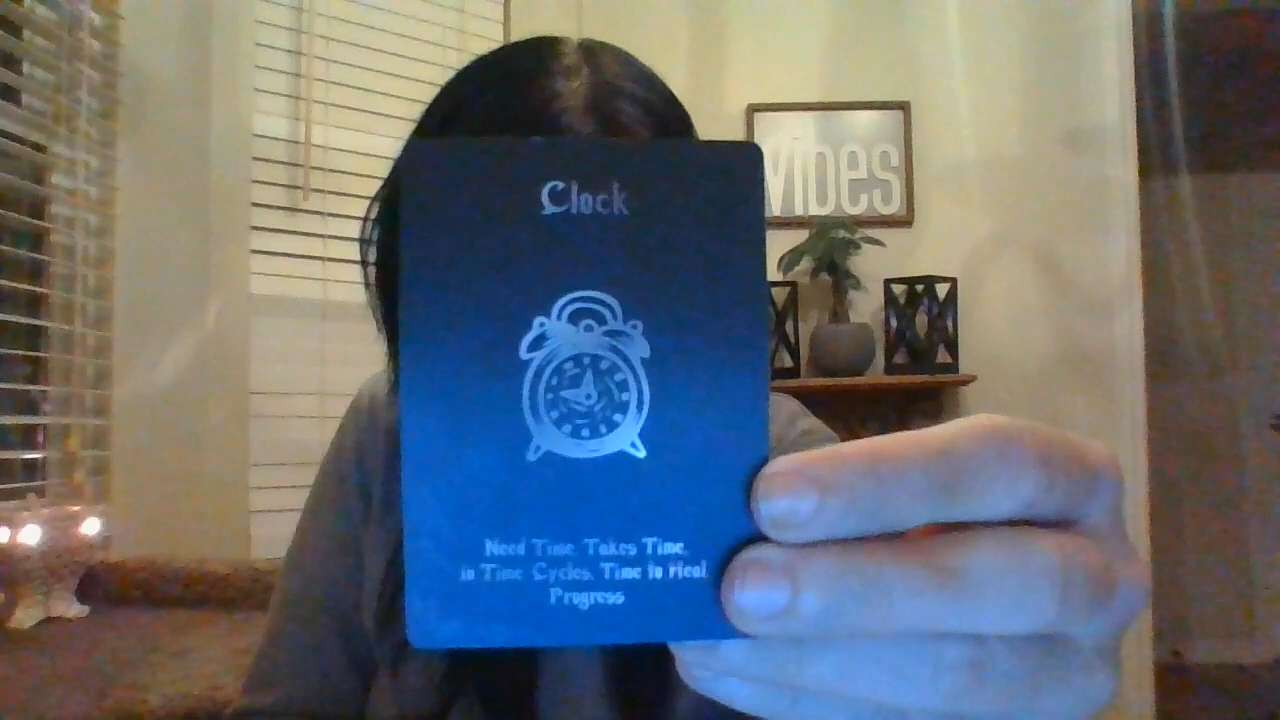 Clock
vibes
Need Time. Takes Time.
in Time Cycles. Time to Heal
Progress